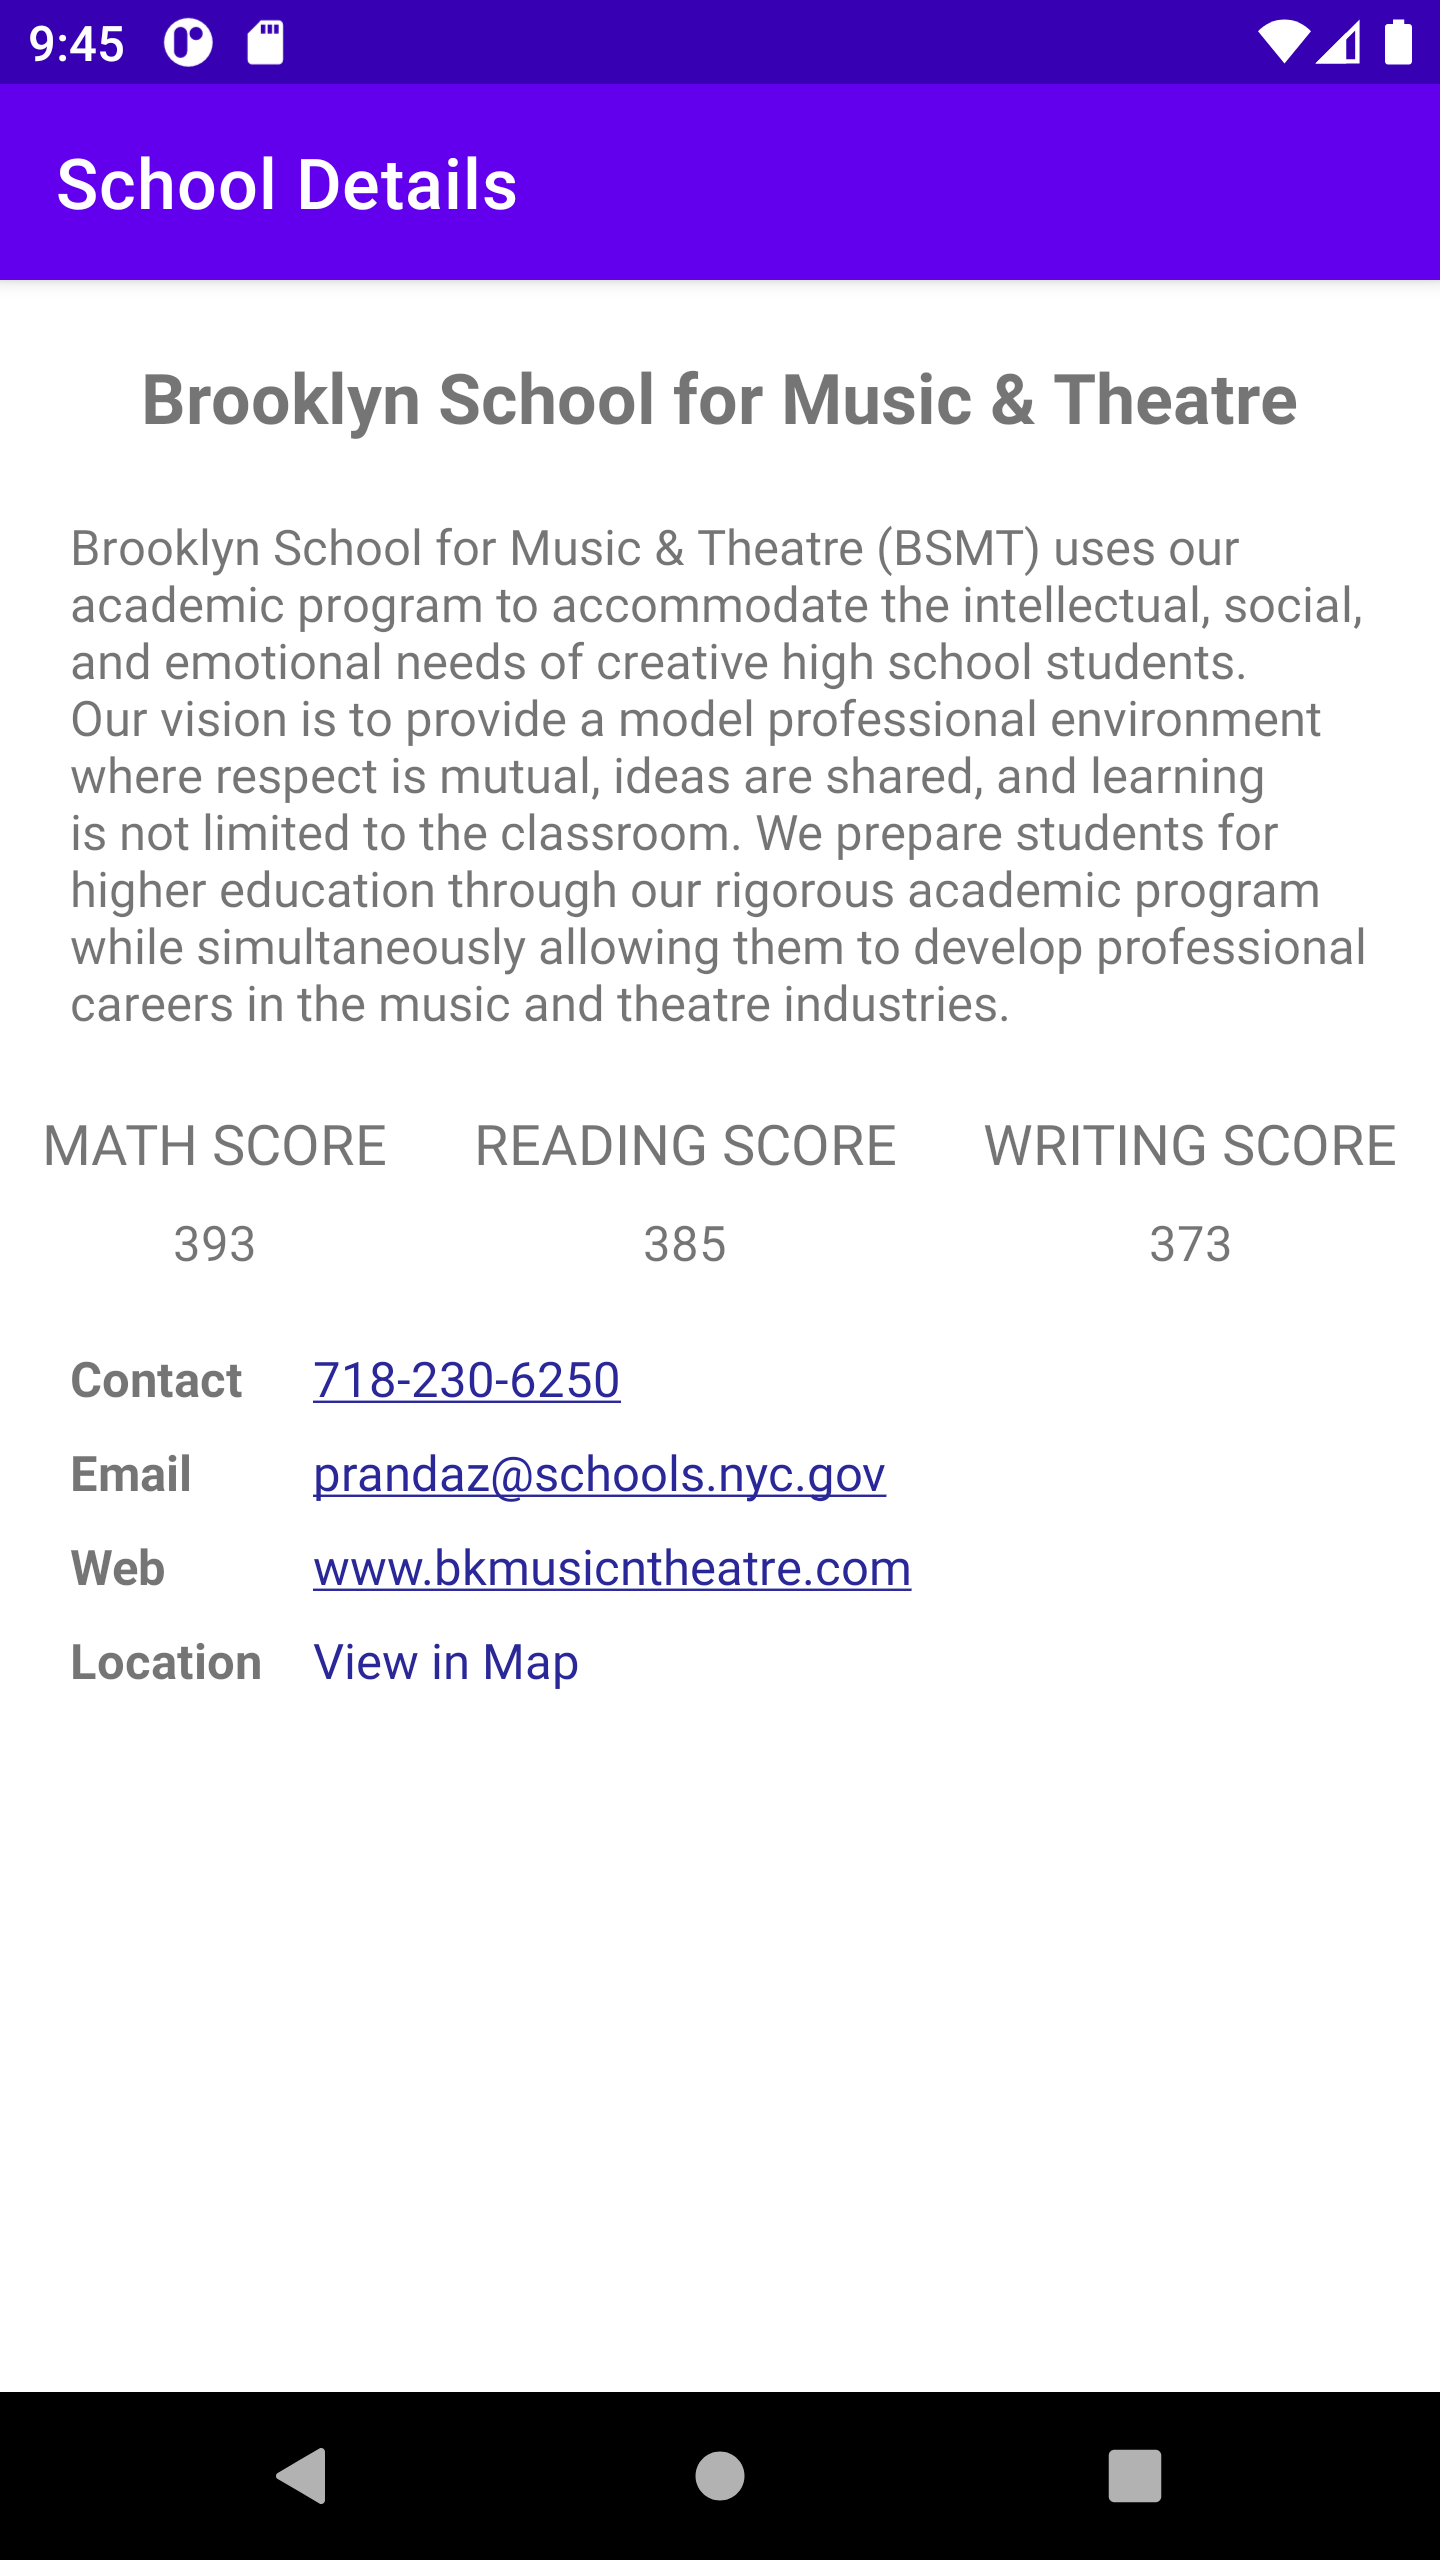 9:45
School Details
Brooklyn School for Music & Theatre
Brooklyn School for Music & Theatre (BSMT) uses our
academic program to accommodate the intellectual, social,
and emotional needs of creative high school students.
Our vision is to provide a model professional environment
where respect is mutual, ideas are shared, and learning
is not limited to the classroom. We prepare students for
higher education through our rigorous academic program
while simultaneously allowing them to develop professional
careers in the music and theatre industries.
MATH SCORE READING SCORE WRITING SCORE
393 385 373
Contact 718-230-6250
Email prandaz@schools.nyc.gov
Web www.bkmusicntheatre.com
Location View in Map